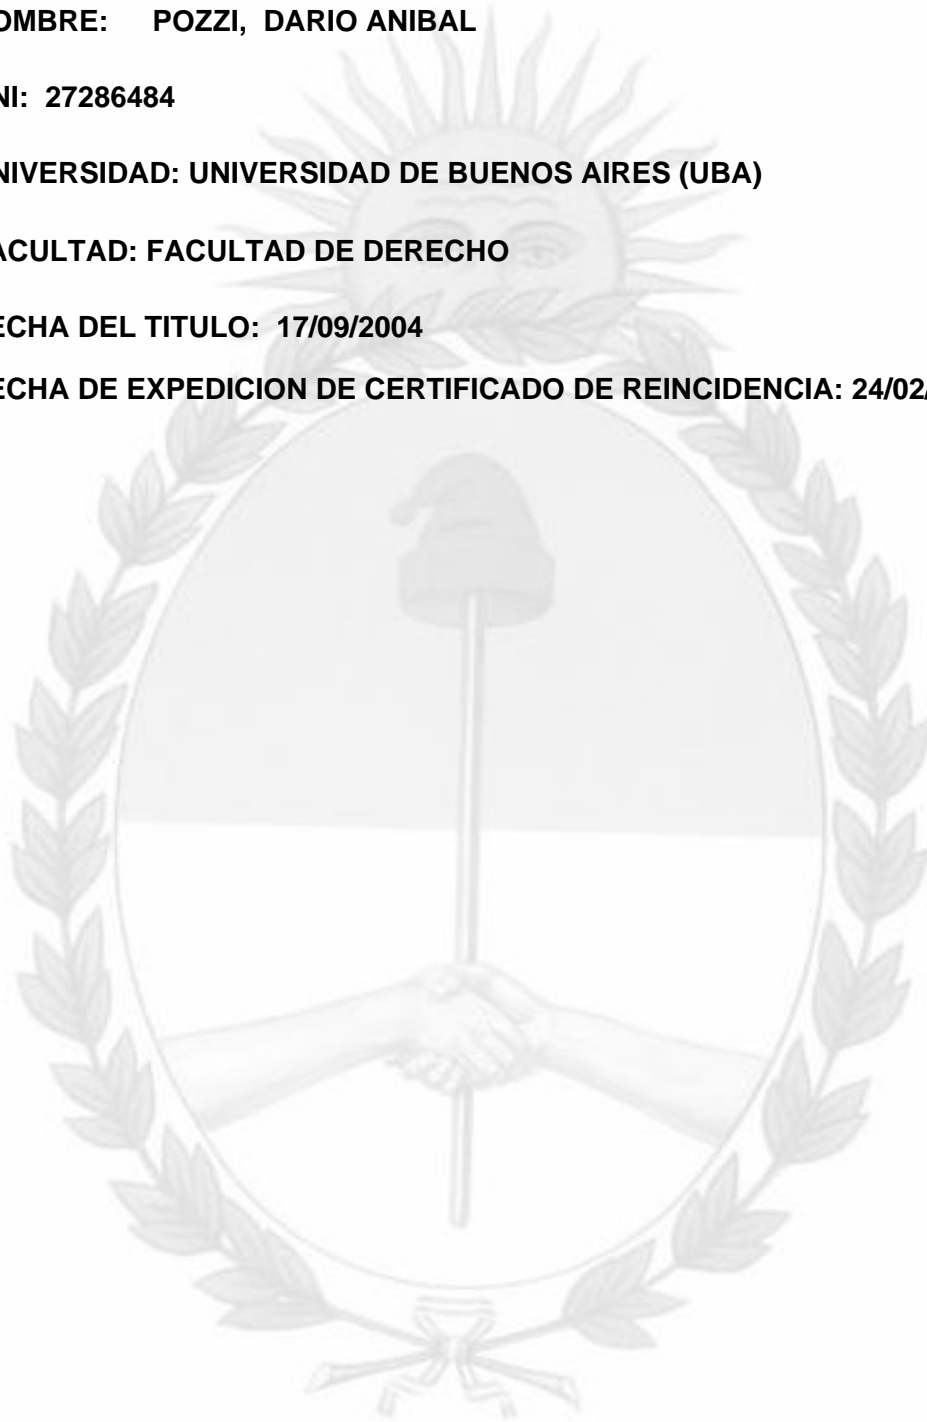 OMBRE: POZZI, DARIO ANIBAL
NI: 27286484
NIVERSIDAD: UNIVERSIDAD DE BUENOS AIRES (UBA)
ACULTAD: FACULTAD DE DERECHO
ECHA DEL TITULO: 17/09/2004
ECHA DE EXPEDICION DE CERTIFICADO DE REINCIDENCIA: 24/02/